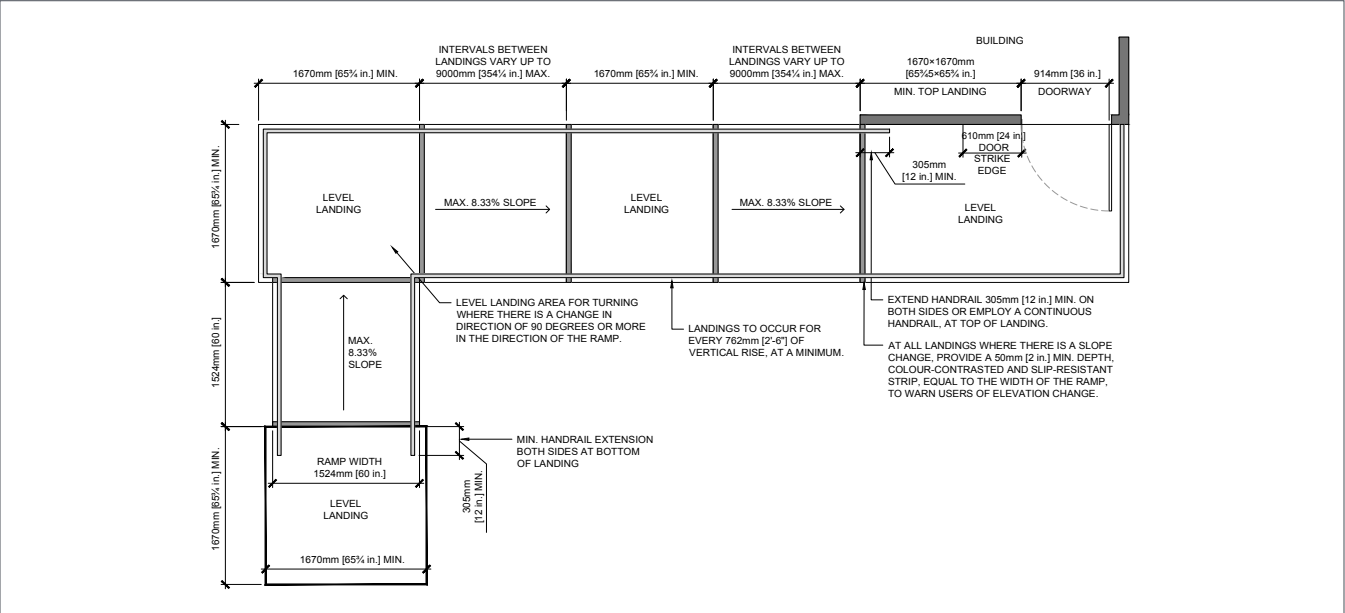 BUILDING
INTERVALS BETWEEN
LANDINGS VARY UP TO
9000mm [354¼ in.] MAX.
INTERVALS BETWEEN
LANDINGS VARY UP TO
9000mm [354¼ in.] MAX.
1670mm [65¾ in.] MIN.
1670mm [65¾ in.] MIN.
1670×1670mm
[65¾5×65¾ in.]
MIN. TOP LANDING
914mm [36 in.]
DOORWAY
1670mm [65¾ in.] MIN.
LEVEL
LANDING
MAX. 8.33% SLOPE
LEVEL
LANDING
MAX. 8.33% SLOPE
305mm
[12 in.] MIN.
610mm [24 in.]
DOOR
STRIKE
EDGE
LEVEL
LANDING
1524mm [60 in.]
MAX.
8.33%
SLOPE
LEVEL LANDING AREA FOR TURNING
WHERE THERE IS A CHANGE IN
DIRECTION OF 90 DEGREES OR MORE
IN THE DIRECTION OF THE RAMP.
LANDINGS TO OCCUR FOR
EVERY 762mm [2'-6"] OF
VERTICAL RISE, AT A MINIMUM.
EXTEND HANDRAIL 305mm [12 in.] MIN. ON
BOTH SIDES OR EMPLOY A CONTINUOUS
HANDRAIL, AT TOP OF LANDING.
AT ALL LANDINGS WHERE THERE IS A SLOPE
CHANGE, PROVIDE A 50mm [2 in.] MIN. DEPTH,
COLOUR-CONTRASTED AND SLIP-RESISTANT
STRIP, EQUAL TO THE WIDTH OF THE RAMP,
TO WARN USERS OF ELEVATION CHANGE.
MIN. HANDRAIL EXTENSION
BOTH SIDES AT BOTTOM
OF LANDING
305mm
[12 in.] MIN.
1670mm [65¾ in.] MIN.
RAMP WIDTH
1524mm [60 in.]
LEVEL
LANDING
1670mm [65¾ in.] MIN.